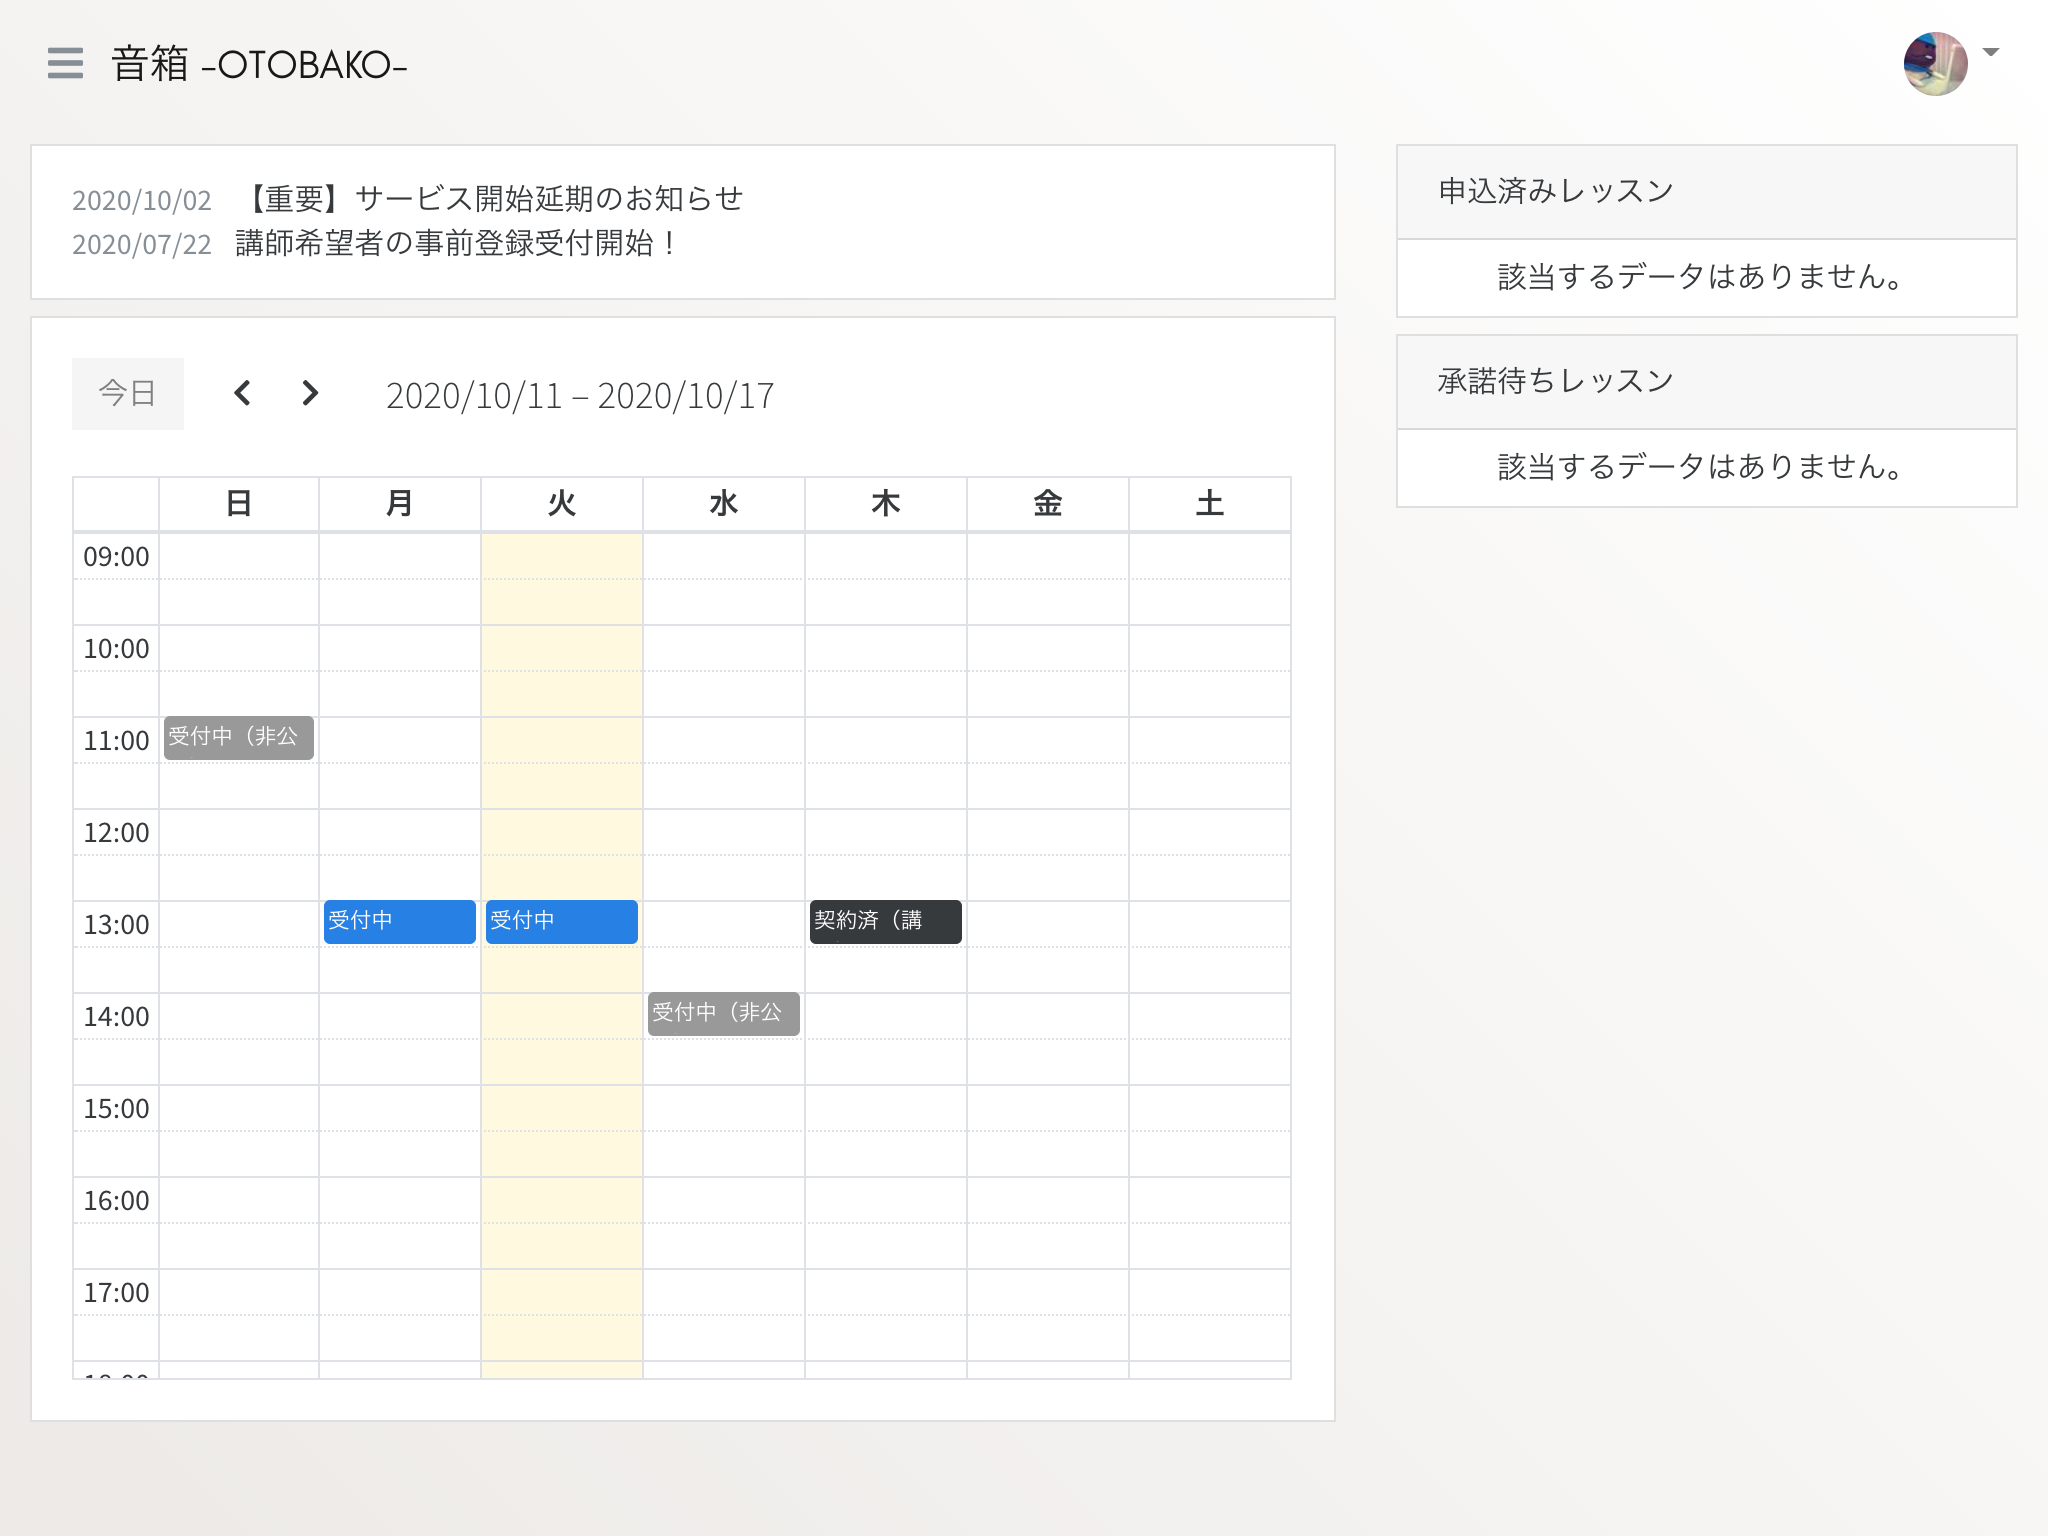 音箱 -OTOBAKO-
2020/10/02 【重要】サービス開始延期のお知らせ
2020/07/22 講師希望者の事前登録受付開始！
今日
2020/10/11 – 2020/10/17
日 月 火 水 木 金 土
09:00
10:00
11:00 受付中（非公
12:00
13:00 受付中 受付中 契約済（講
14:00 受付中（非公
15:00
16:00
17:00
申込済みレッスン
該当するデータはありません。
承諾待ちレッスン
該当するデータはありません。